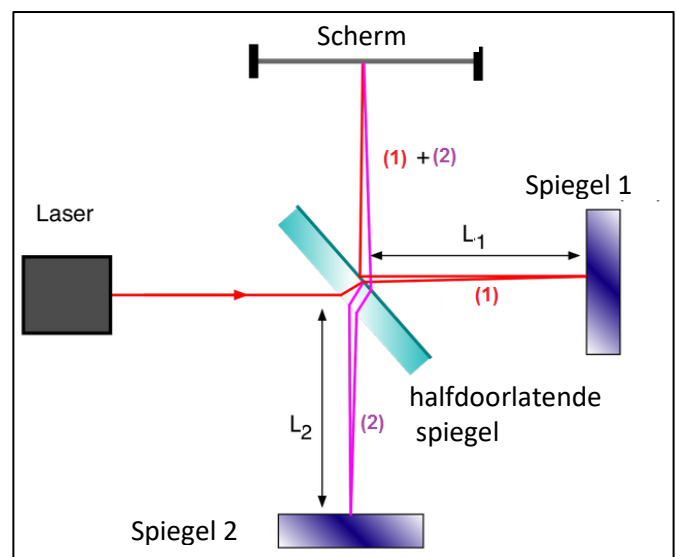 Scherm
(1) + (2)
Spiegel 1
Laser
L1
(1)
halfdoorlatende
spiegel
L2
(2)
Spiegel 2